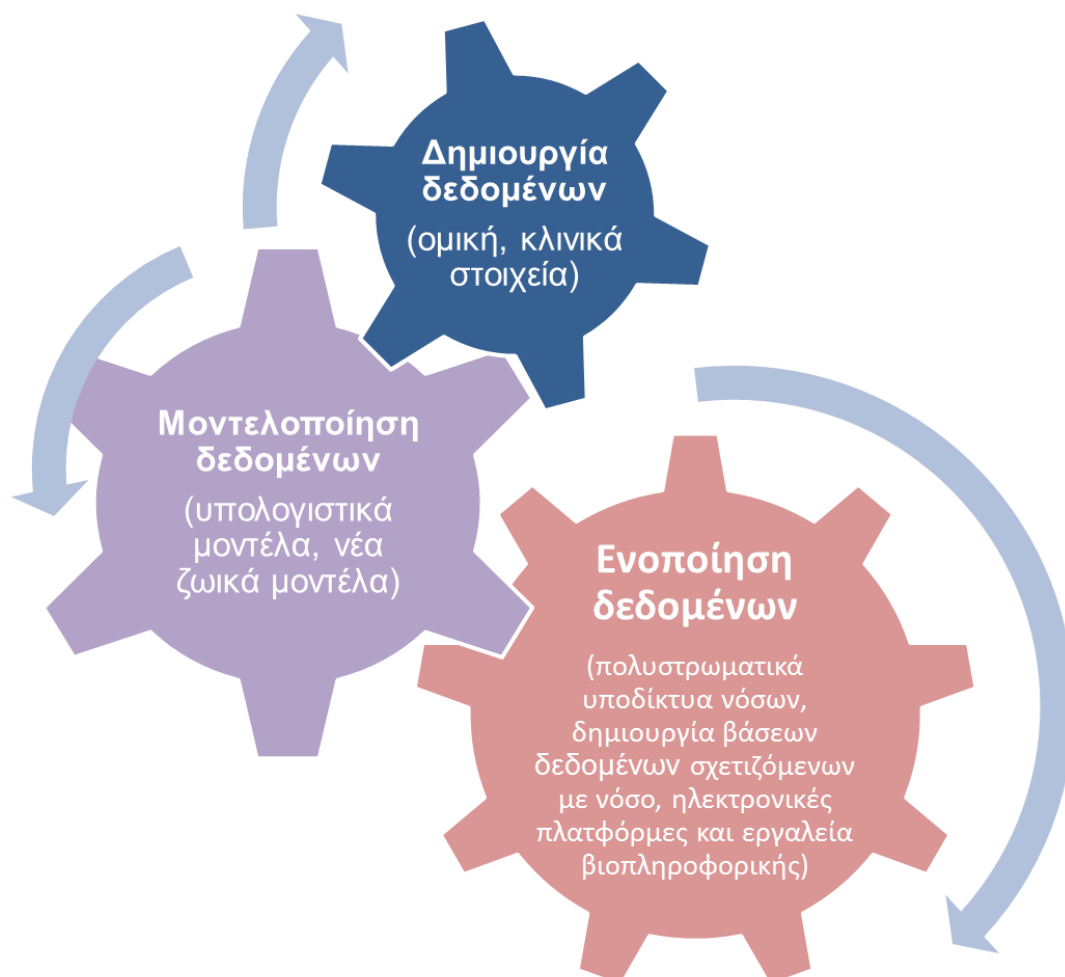 Δημιουργία
δεδομένων
(ομική, κλινικά
στοιχεία)
Μοντελοποίηση
δεδομένων
(υπολογιστικά
μοντέλα, νέα
ζωικά μοντέλα)
Ενοποίηση
δεδομένων
(πολυστρωματικά
υποδίκτυα νόσων,
δημιουργία βάσεων
δεδομένων σχετιζόμενων
με νόσο, ηλεκτρονικές
πλατφόρμες και εργαλεία
βιοπληροφορικής)